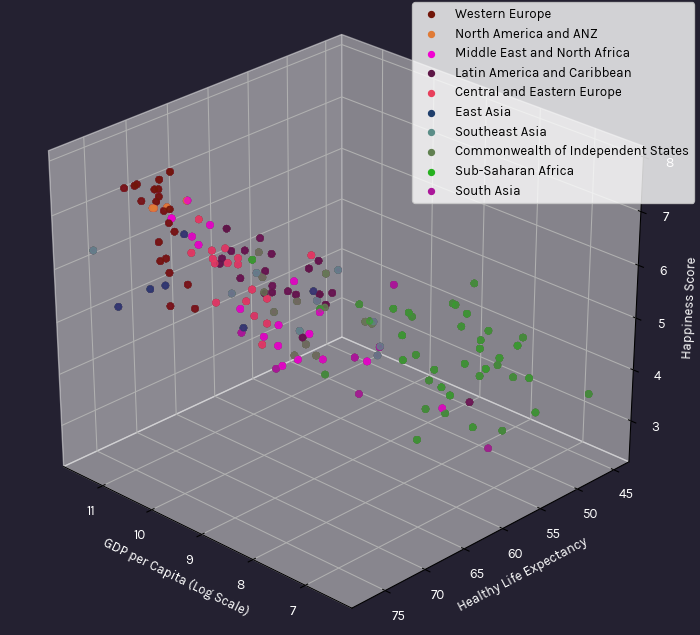 Western Europe
North America and ANZ
Middle East and North Africa
Latin America and Caribbean
Central and Eastern Europe
East Asia
Southeast Asia
Commonwealth of Independent States
Sub-Saharan Africa
South Asia
8
7
6
5
4
3
Happiness Score
11
10
9
8
7
GDP per Capita (Log Scale)
45
50
55
60
65
70
75
Healthy Life Expectancy